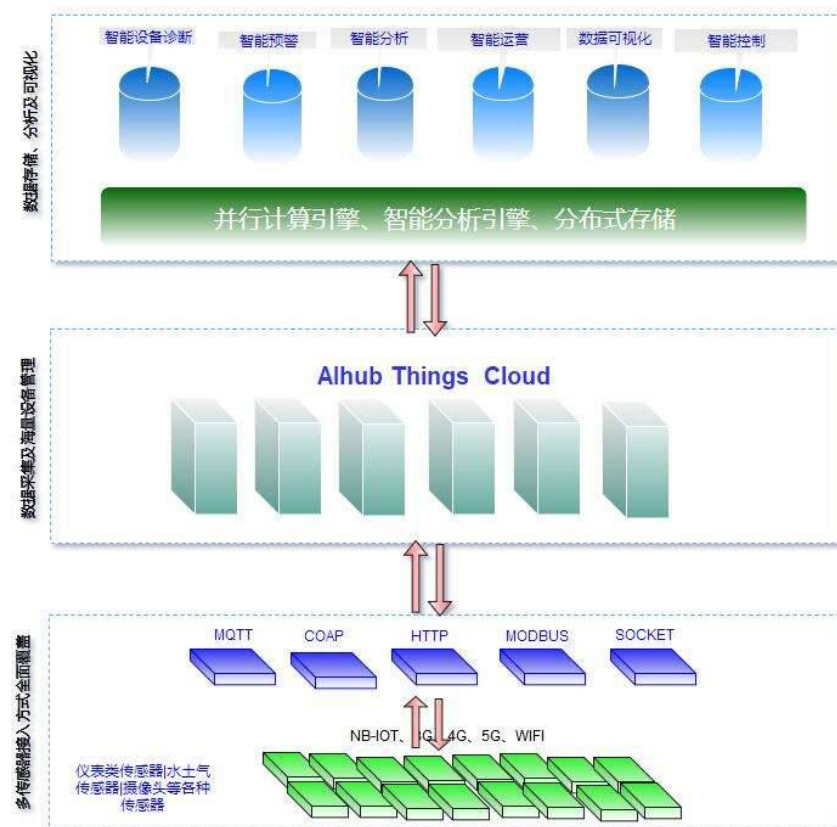 智能设备诊断
智能预警
智能分析
智能运营
数据可视化
智能控制
数据存储、分析及可视化
并行计算引擎、智能分析引擎、分布式存储
数据采集及海量设备管理
AIhub Things Cloud
多传感器接入方式全面覆盖
MQTT
COAP
HTTP
MODBUS
SOCKET
NB-IOT、3G、4G、5G、WIFI
仪表类传感器|水土气
传感器|摄像头等各种
传感器